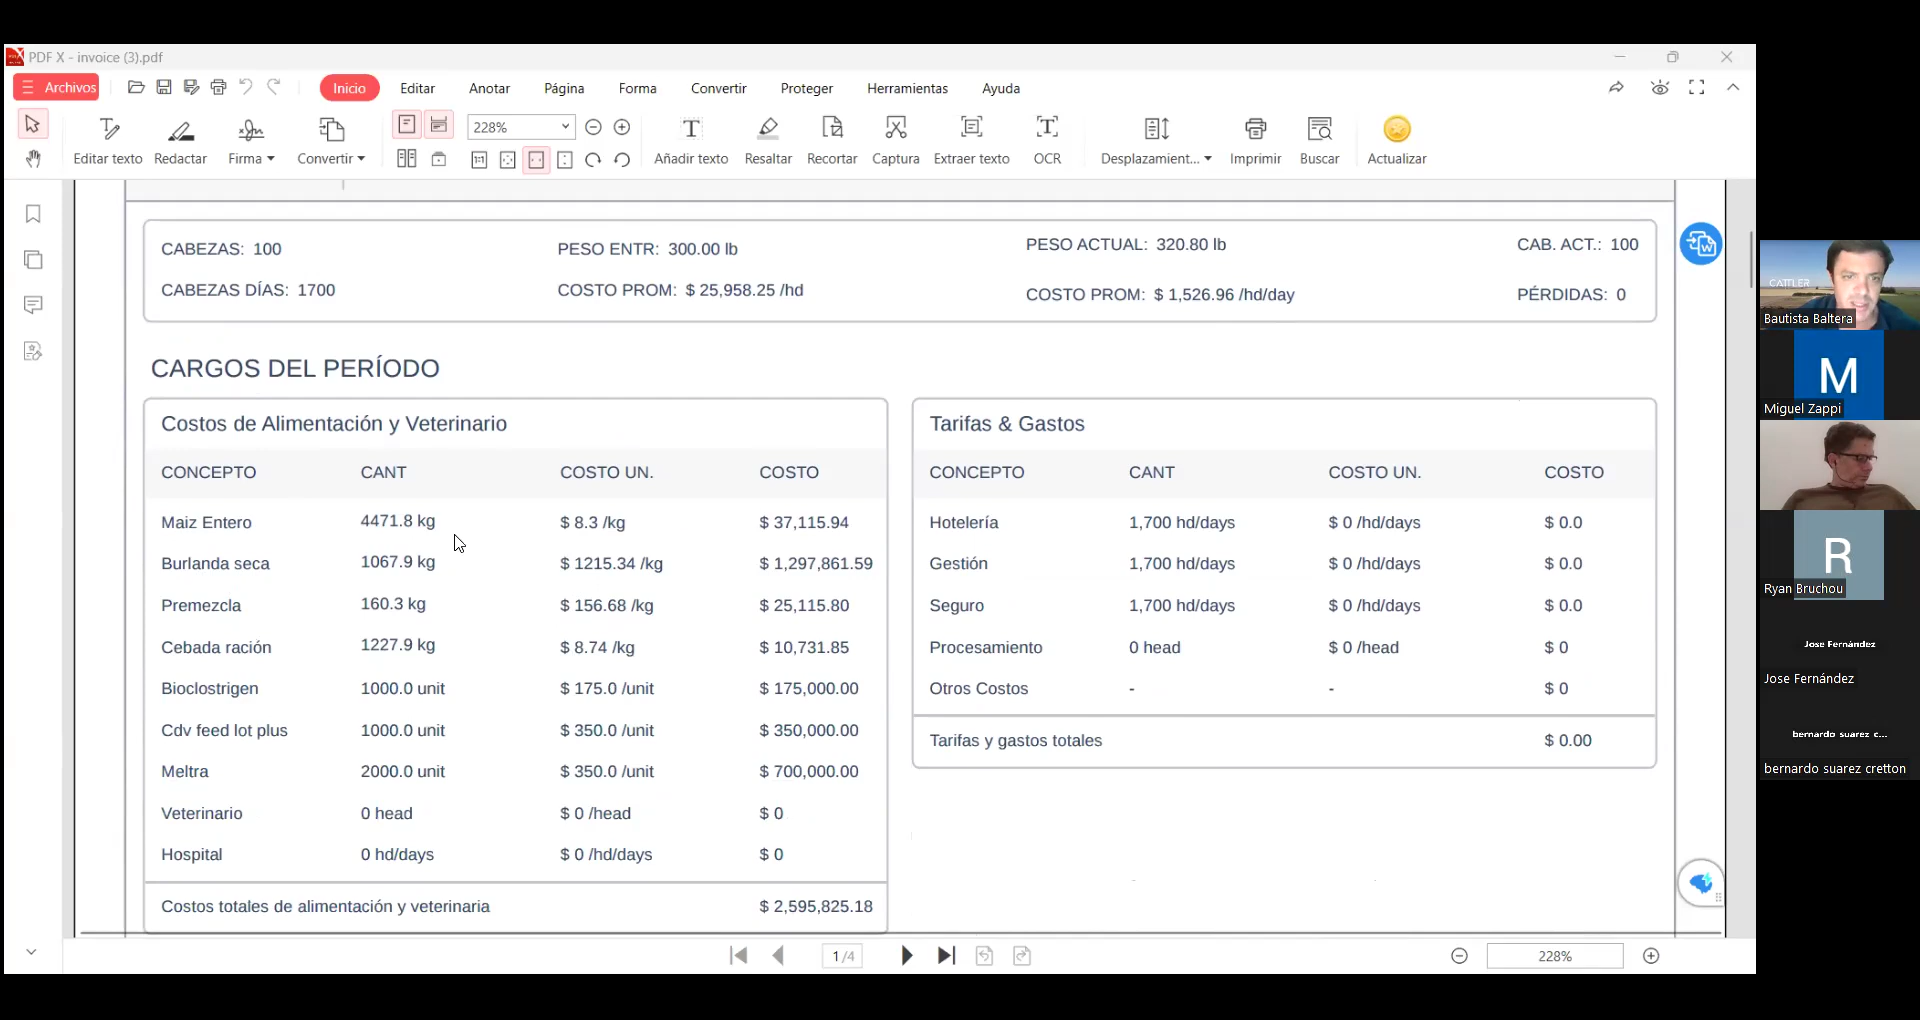 PDF X - invoice (3).pdf
Archivos
Inicio
Editar
Anotar
Página
Forma
Convertir
Proteger
Herramientas
Ayuda
228%
Editar texto
Redactar
Firma
Convertir
Añadir texto
Resaltar
Recortar
Captura
Extraer texto
OCR
Desplazamient...
Imprimir
Buscar
Actualizar
CABEZAS: 100
PESO ENTR: 300.00 lb
PESO ACTUAL: 320.80 lb
CAB. ACT.: 100
CABEZAS DÍAS: 1700
COSTO PROM: $ 25,958.25 /hd
COSTO PROM: $ 1,526.96 /hd/day
PÉRDIDAS: 0
CARGOS DEL PERÍODO
Costos de Alimentación y Veterinario
CONCEPTO CANT COSTO UN. COSTO
Maiz Entero 4471.8 kg $ 8.3 /kg $ 37,115.94
Burlanda seca 1067.9 kg $ 1215.34 /kg $ 1,297,861.59
Premezcla 160.3 kg $ 156.68 /kg $ 25,115.80
Cebada ración 1227.9 kg $ 8.74 /kg $ 10,731.85
Bioclostrigen 1000.0 unit $ 175.0 /unit $ 175,000.00
Cdv feed lot plus 1000.0 unit $ 350.0 /unit $ 350,000.00
Meltra 2000.0 unit $ 350.0 /unit $ 700,000.00
Veterinario 0 head $ 0 /head $ 0
Hospital 0 hd/days $ 0 /hd/days $ 0
Costos totales de alimentación y veterinaria $ 2,595,825.18
Tarifas & Gastos
CONCEPTO CANT COSTO UN. COSTO
Hotelería 1,700 hd/days $ 0 /hd/days $ 0.0
Gestión 1,700 hd/days $ 0 /hd/days $ 0.0
Seguro 1,700 hd/days $ 0 /hd/days $ 0.0
Procesamiento 0 head $ 0 /head $ 0
Otros Costos - - $ 0
Tarifas y gastos totales $ 0.00
1 /4
228%
CATTLER
Bautista Baltera
M
Miguel Zappi
R
Ryan Bruchou
Jose Fernández
Jose Fernández
bernardo suarez c...
bernardo suarez cretton